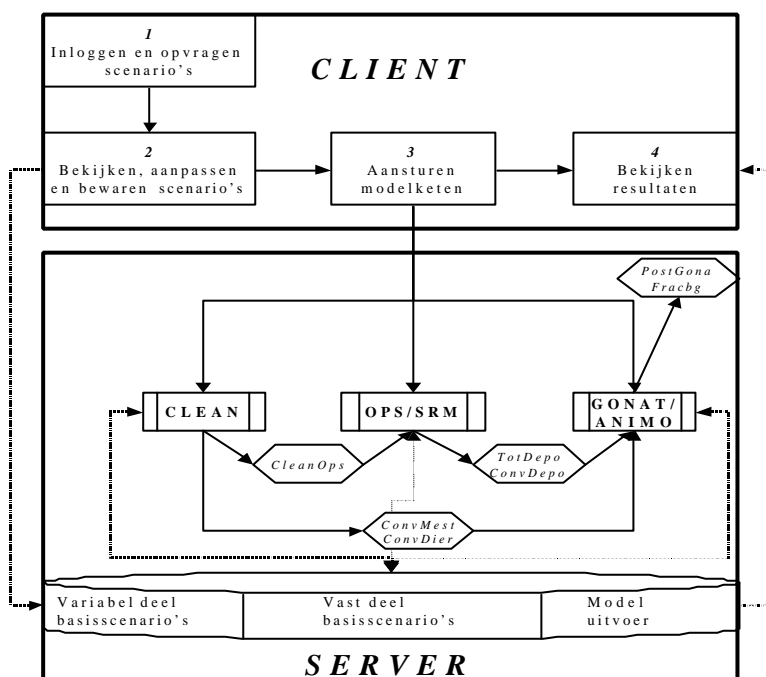 1
Inloggen en opvragen
scenario's
CLIENT
2
Bekijken, aanpassen
en bewaren scenario's
3
Aansturen
modelketen
4
Bekijken
resultaten
PostGona
Fracbg
CLEAN
OPS/SRM
GONAT/
ANIMO
CleanOps
TotDepo
ConvDepo
ConvMest
ConvDier
Variabel deel
basisscenario's
Vast deel
basisscenario's
Model
uitvoer
SERVER